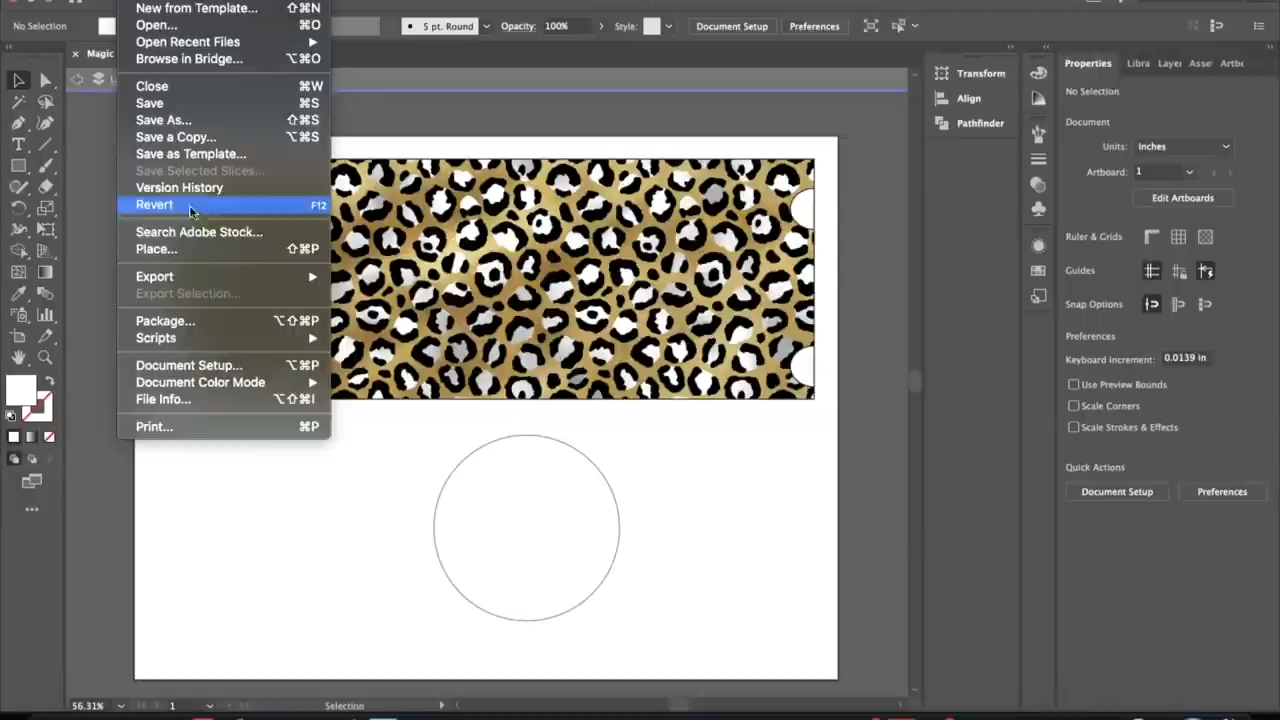 New from Template... ⇧⌘N
No Selection
Open... ⌘O
5 pt. Round
Opacity: 100%
Style:
Document Setup
Preferences
Open Recent Files
Browse in Bridge... ⌥⌘O
Close ⌘W
Save ⌘S
Save As... ⇧⌘S
Save a Copy... ⌥⌘S
Save as Template...
Save Selected Slices...
Version History
Revert F12
Search Adobe Stock...
Place... ⇧⌘P
Export
Export Selection...
Package... ⌥⇧⌘P
Scripts
Document Setup... ⌥⌘P
Document Color Mode
File Info... ⌥⇧⌘I
Print... ⌘P
Magic
Transform
Align
Pathfinder
Properties Libra Layer Asse Artb
No Selection
Document
Units: Inches
Artboard: 1
Edit Artboards
Ruler & Grids
Guides
Snap Options
Preferences
Keyboard Increment: 0.0139 in
Use Preview Bounds
Scale Corners
Scale Strokes & Effects
Quick Actions
Document Setup
Preferences
56.31% 1 Selection